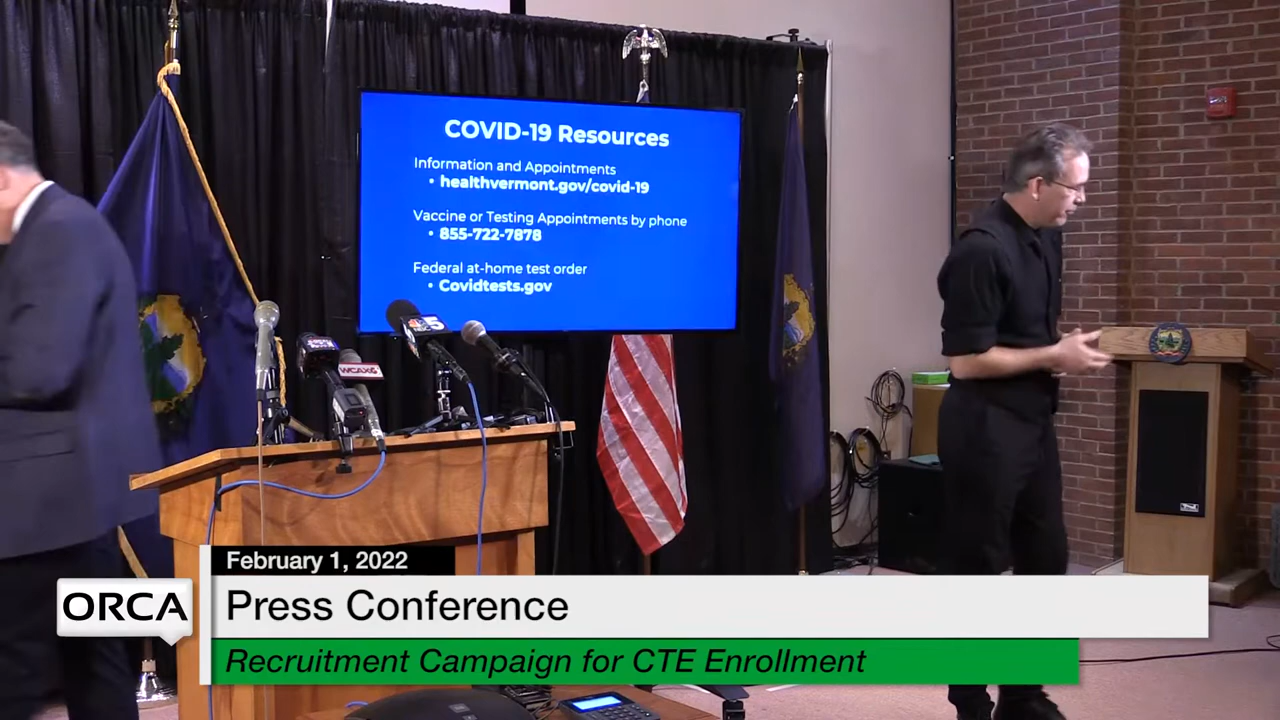 COVID-19 Resources
Information and Appointments
• healthvermont.gov/covid-19
Vaccine or Testing Appointments by phone
• 855-722-7878
Federal at-home test order
• Covidtests.gov
NBC 5
WCAX
February 1, 2022
ORCA
Press Conference
Recruitment Campaign for CTE Enrollment